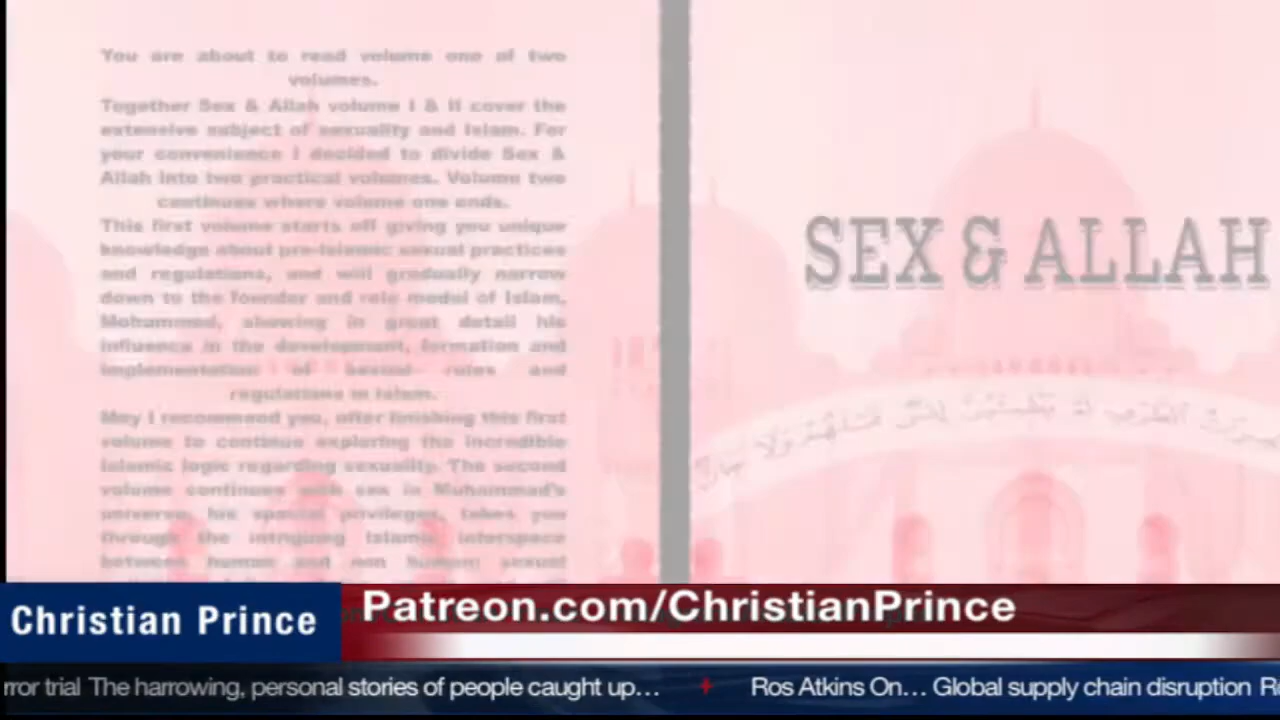 You are about to read volume one of two
volumes.
Together Sex & Allah volume I & II cover the
extensive subject of sexuality and Islam. For
your convenience I decided to divide Sex &
Allah into two practical volumes. Volume two
continues where volume one ends.
This first volume starts off giving you unique
knowledge about pre-Islamic sexual practices
and regulations, and will gradually narrow
down to the founder and role model of Islam,
Mohammed, showing in great detail his
influence in the development, formation and
implementation of sexual rules and
regulations in Islam.
May I recommend you, after finishing this first
volume to continue exploring the incredible
Islamic logic regarding sexuality. The second
volume continues with sex in Muhammad's
universe, his special privileges, takes you
through the intriguing Islamic interspace
between human and non human sexual
SEX & ALLAH
Christian Prince
Patreon.com/ChristianPrince
rror trial The harrowing, personal stories of people caught up...
Ros Atkins On... Global supply chain disruption R